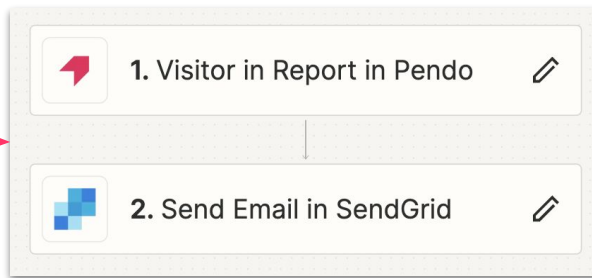 1. Visitor in Report in Pendo
2. Send Email in SendGrid